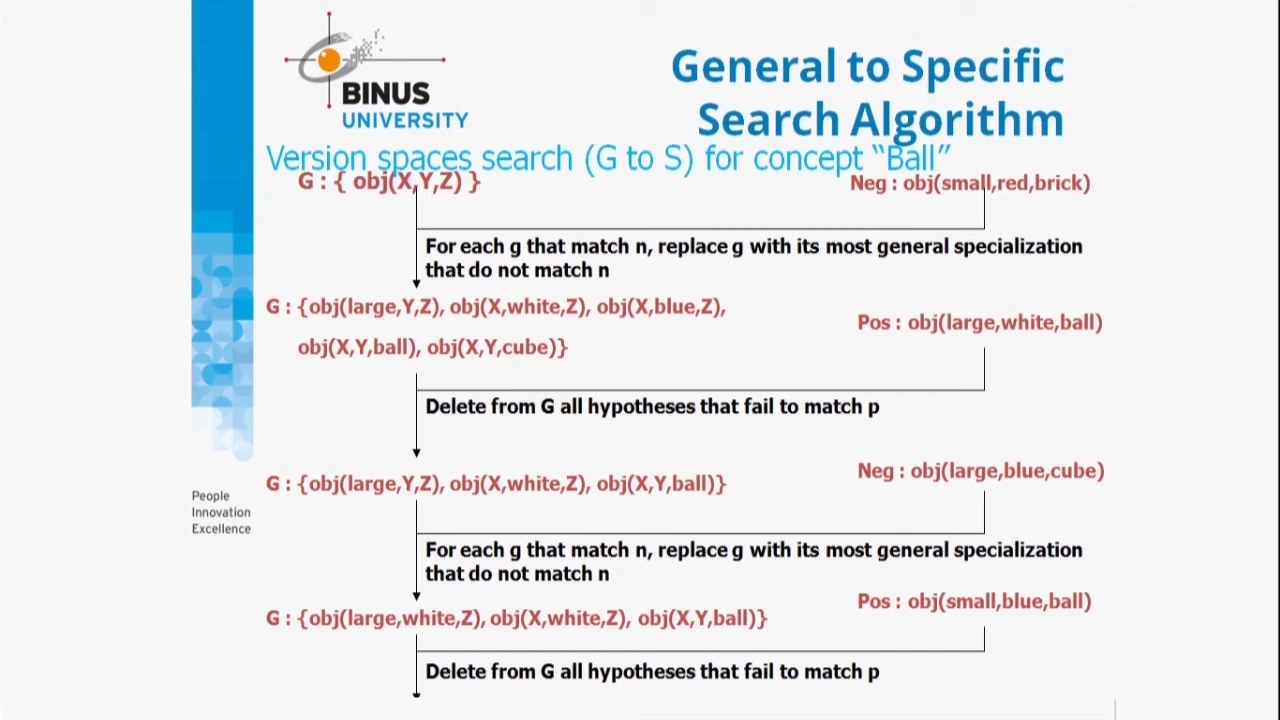 BINUS
UNIVERSITY
General to Specific
Search Algorithm
Version spaces search (G to S) for concept “Ball”
G : { obj(X,Y,Z) }
Neg : obj(small,red,brick)
For each g that match n, replace g with its most general specialization
that do not match n
G : {obj(large,Y,Z), obj(X,white,Z), obj(X,blue,Z),
obj(X,Y,ball), obj(X,Y,cube)}
Pos : obj(large,white,ball)
Delete from G all hypotheses that fail to match p
G : {obj(large,Y,Z), obj(X,white,Z), obj(X,Y,ball)}
Neg : obj(large,blue,cube)
People
Innovation
Excellence
For each g that match n, replace g with its most general specialization
that do not match n
G : {obj(large,white,Z), obj(X,white,Z), obj(X,Y,ball)}
Pos : obj(small,blue,ball)
Delete from G all hypotheses that fail to match p